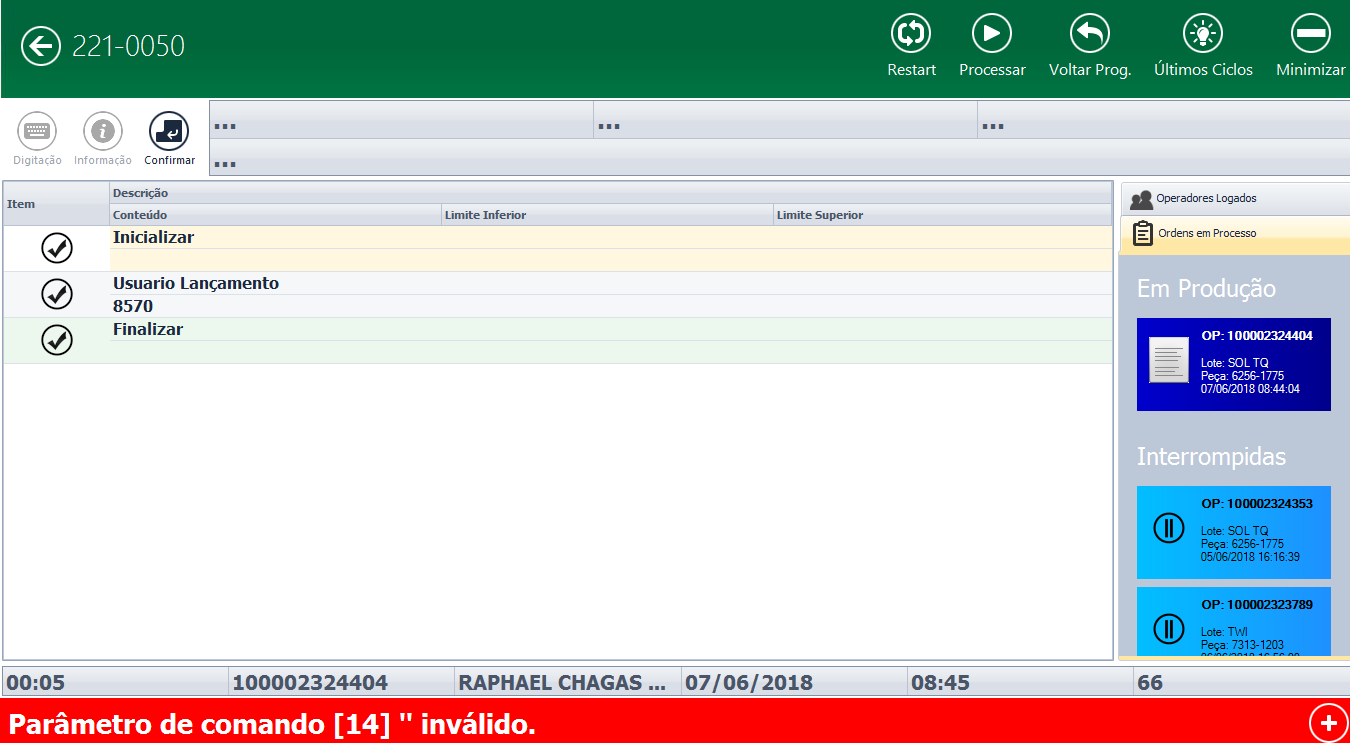 221-0050
Restart
Processar
Voltar Prog.
Últimos Ciclos
Minimizar
Digitação
Informação
Confirmar
...
...
...
...
Item
Descrição
Conteúdo
Limite Inferior
Limite Superior
Inicializar
Usuario Lançamento
8570
Finalizar
Operadores Logados
Ordens em Processo
Em Produção
OP: 100002324404
Lote: SOL TQ
Peça: 6256-1775
07/06/2018 08:44:04
Interrompidas
OP: 100002324353
Lote: SOL TQ
Peça: 6256-1775
05/06/2018 16:16:39
OP: 100002323789
Lote: TWI
Peça: 7313-1203
00:05
100002324404
RAPHAEL CHAGAS ...
07/06/2018
08:45
66
Parâmetro de comando [14] '' inválido.